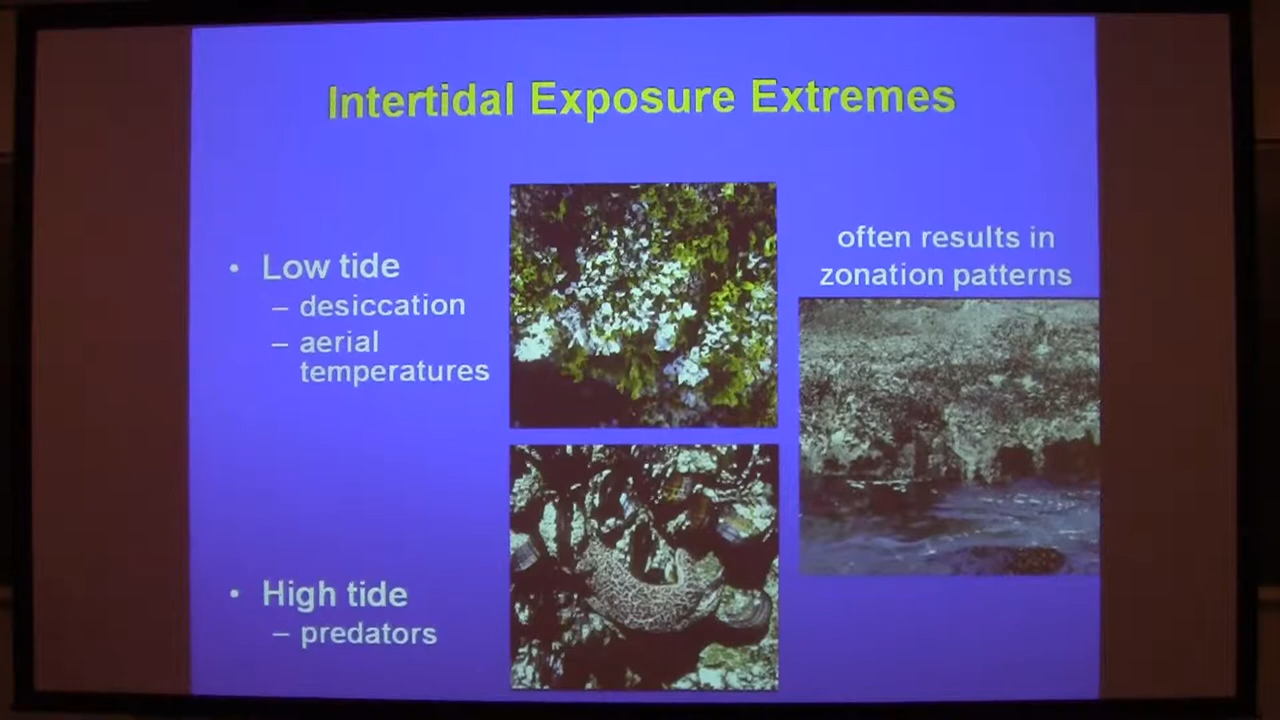 Intertidal Exposure Extremes
• Low tide
– desiccation
– aerial
temperatures
• High tide
– predators
often results in
zonation patterns